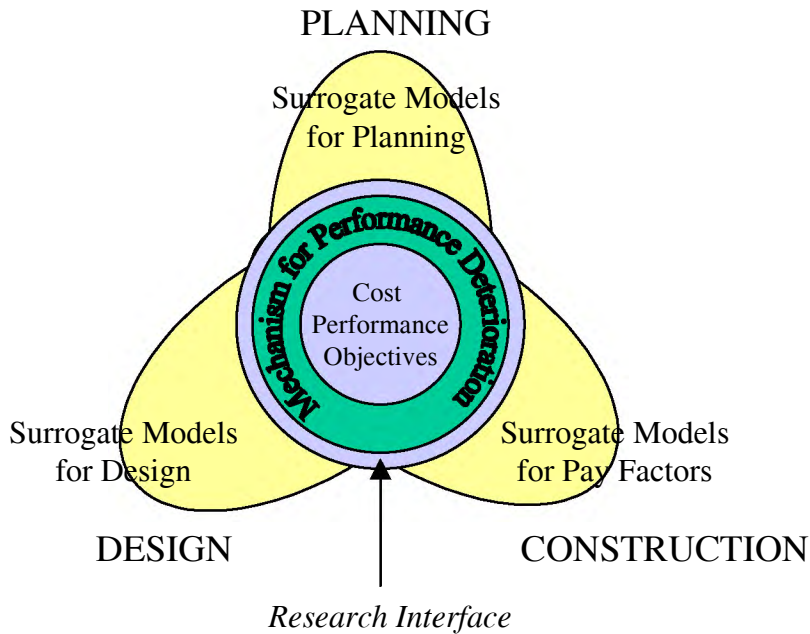 PLANNING
Surrogate Models
for Planning
Mechanism for Performance Deterioration
Cost
Performance
Objectives
Surrogate Models
for Design
Surrogate Models
for Pay Factors
DESIGN
CONSTRUCTION
Research Interface